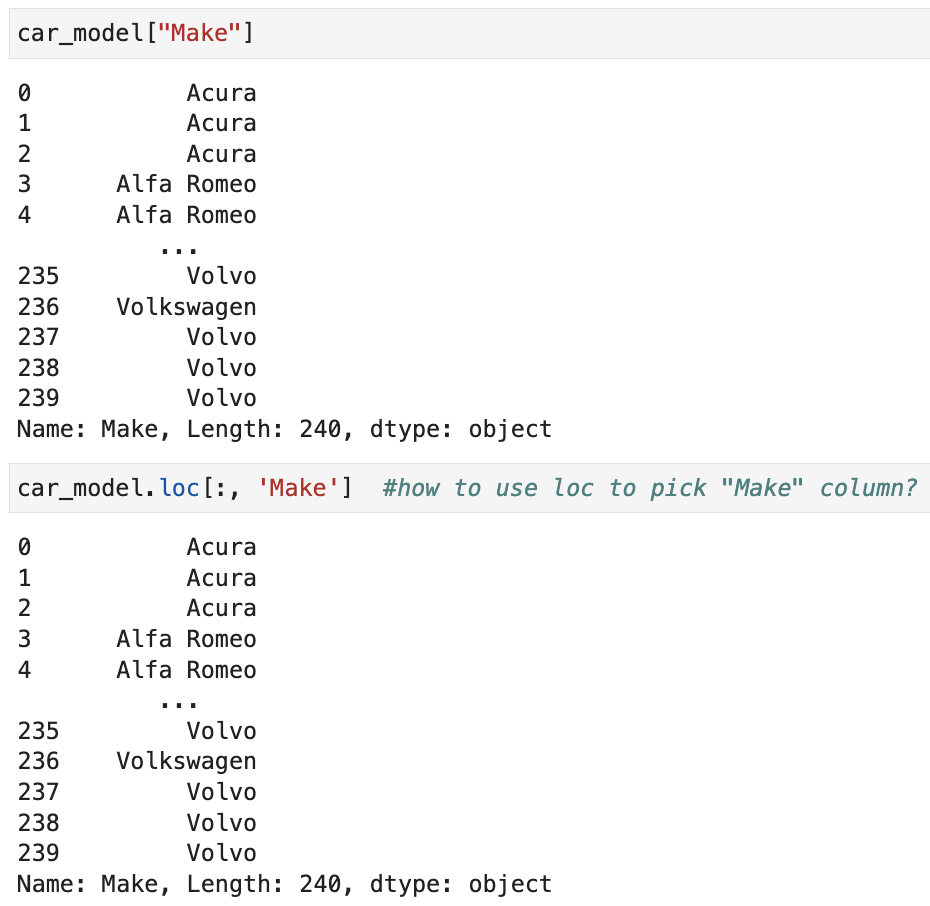 car_model["Make"]
0           Acura
1           Acura
2           Acura
3      Alfa Romeo
4      Alfa Romeo
          ...
235         Volvo
236    Volkswagen
237         Volvo
238         Volvo
239         Volvo
Name: Make, Length: 240, dtype: object
car_model.loc[:, 'Make']  #how to use loc to pick "Make" column?
0           Acura
1           Acura
2           Acura
3      Alfa Romeo
4      Alfa Romeo
          ...
235         Volvo
236    Volkswagen
237         Volvo
238         Volvo
239         Volvo
Name: Make, Length: 240, dtype: object